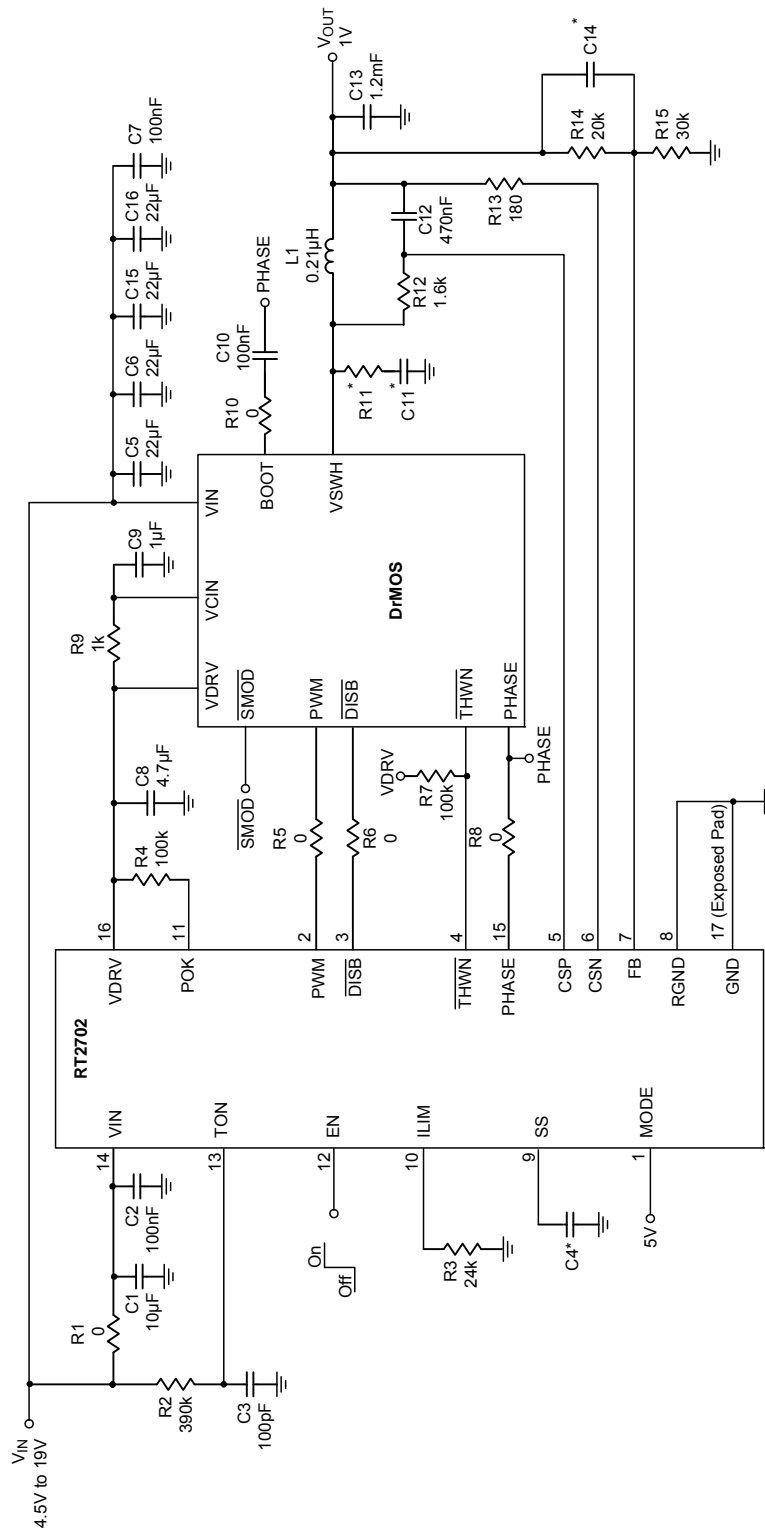 VIN
4.5V to 19V
R1
0
C1
10µF
C2
100nF
R2
390k
C3
100pF
On
Off
R3
24k
C4*
5V
RT2702
14
VIN
13
TON
12
EN
10
ILIM
9
SS
1
MODE
16
VDRV
11
POK
2
PWM
3
DISB
4
THWN
15
PHASE
5
CSP
6
CSN
7
FB
8
RGND
17 (Exposed Pad)
GND
R4
100k
C8
4.7µF
R9
1k
C9
1µF
SMOD
R5
0
R6
0
VDRV
R7
100k
R8
0
PHASE
DrMOS
VDRV
VCIN
VIN
SMOD
PWM
DISB
THWN
PHASE
BOOT
VSWH
C5
22µF
C6
22µF
C15
22µF
C16
22µF
C7
100nF
R10
0
C10
100nF
PHASE
R11
*
C11
*
L1
0.21µH
R12
1.6k
C12
470nF
R13
180
VOUT
1V
C13
1.2mF
R14
20k
C14
*
R15
30k